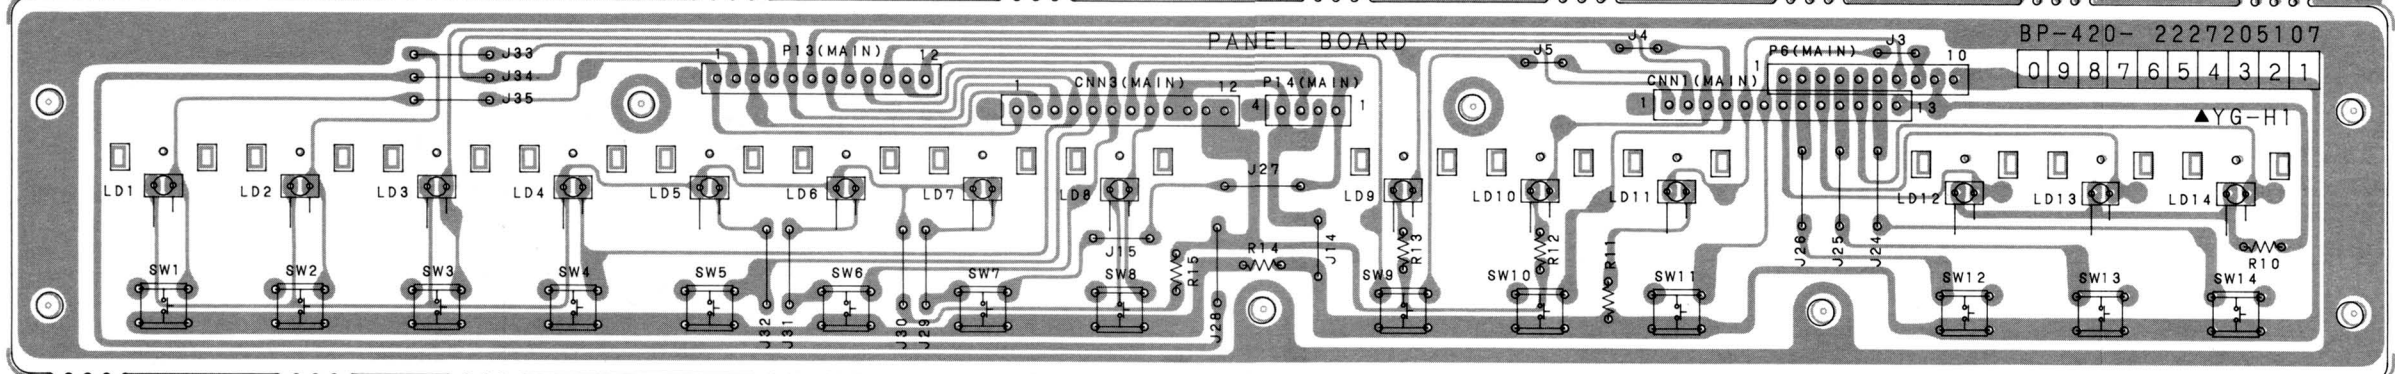 PANEL BOARD
BP-420- 2227205107
0 9 8 7 6 5 4 3 2 1
▲YG-H1
J33
J34
J35
1 P13(MAIN) 12
1 CNN3(MAIN) 12
4 P14(MAIN) 1
J5
J4
J3
1 P6(MAIN) 10
CNN1(MAIN)
1 13
LD1 LD2 LD3 LD4 LD5 LD6 LD7 LD8 J27 LD9 LD10 LD11 LD12 LD13 LD14
J15 R15 R14 J14 R13 R12 R11 J26 J25 J24 R10
SW1 SW2 SW3 SW4 SW5 SW6 SW7 SW8 SW9 SW10 SW11 SW12 SW13 SW14
J32 J31 J30 J29 J28